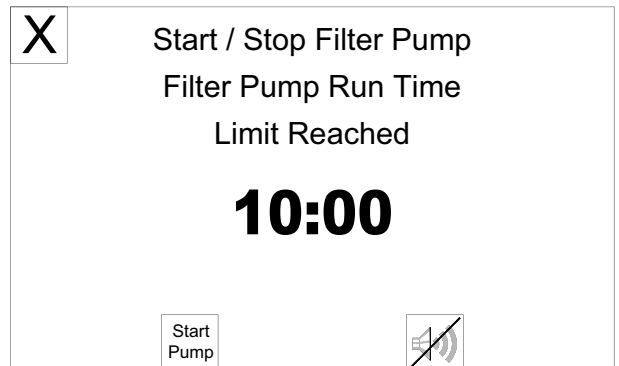 X
Start / Stop Filter Pump
Filter Pump Run Time
Limit Reached
10:00
Start
Pump